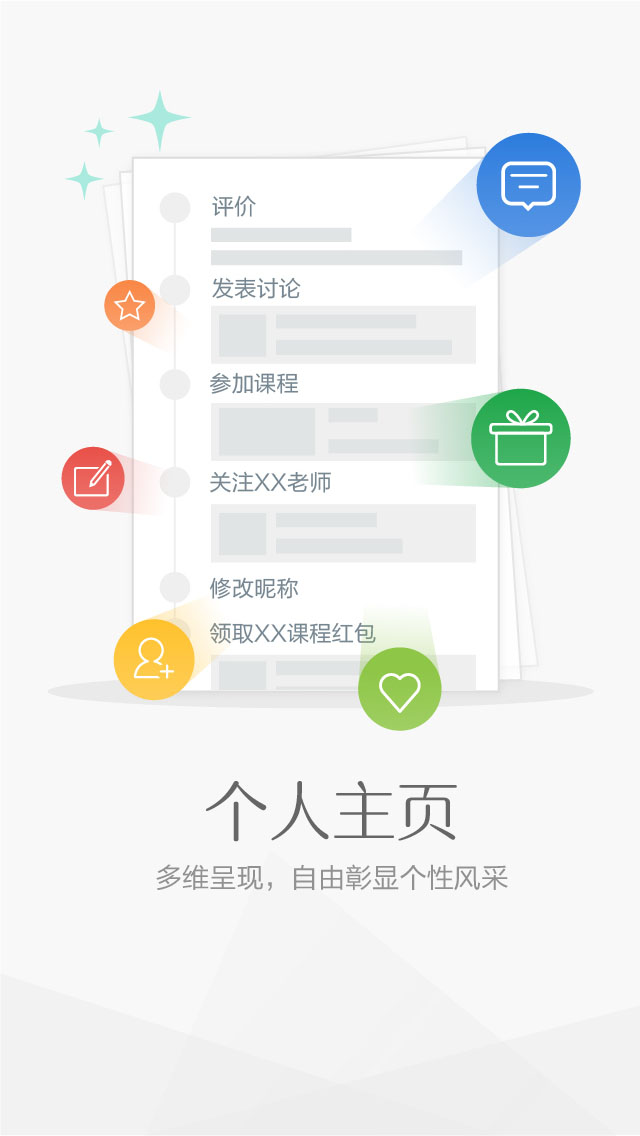 评价
发表讨论
参加课程
关注XX老师
修改昵称
领取XX课程红包
个人主页
多维呈现，自由彰显个性风采